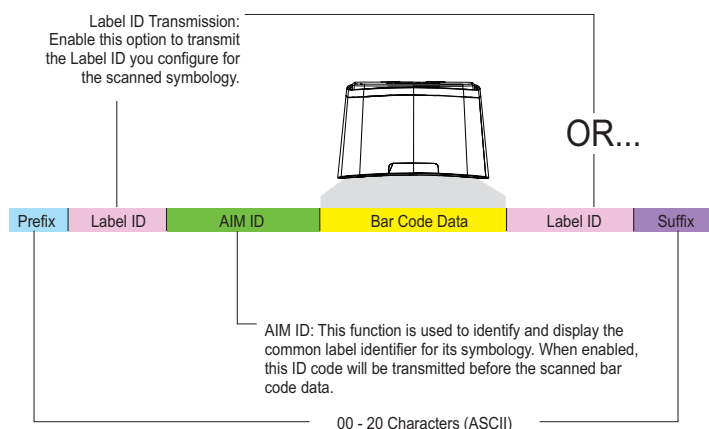 Label ID Transmission:
Enable this option to transmit
the Label ID you configure for
the scanned symbology.
OR...
Prefix Label ID AIM ID Bar Code Data Label ID Suffix
AIM ID: This function is used to identify and display the
common label identifier for its symbology. When enabled,
this ID code will be transmitted before the scanned bar
code data.
00 - 20 Characters (ASCII)